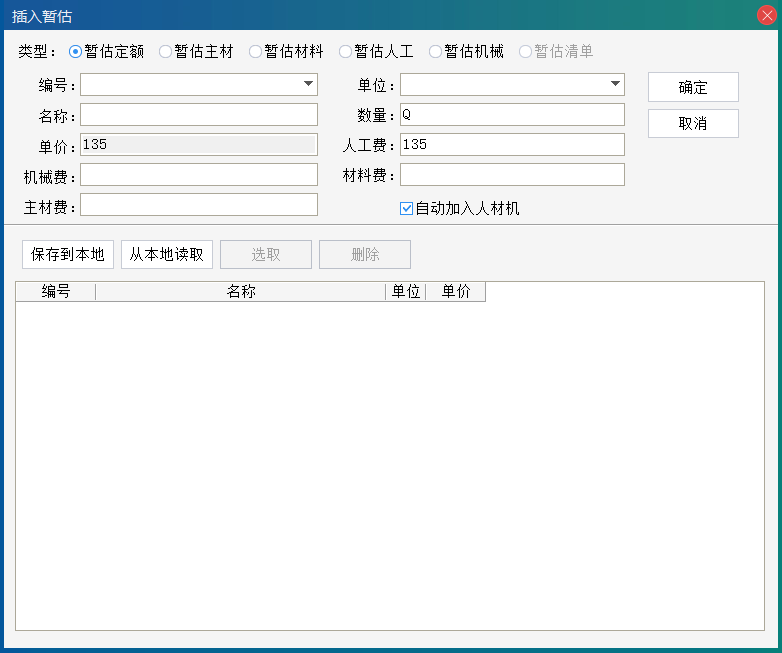 插入暂估
类型： 暂估定额 暂估主材 暂估材料 暂估人工 暂估机械 暂估清单
编号： 单位： 确定
名称： 数量：Q 取消
单价：135 人工费：135
机械费： 材料费：
主材费： 自动加入人材机
保存到本地 从本地读取 选取 删除
编号 名称 单位 单价